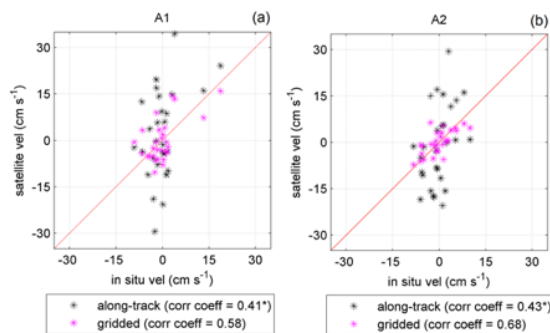 A1
(a)
35
15
0
-15
-30
satellite vel (cm s⁻¹)
-30
-15
0
15
30
in situ vel (cm s⁻¹)
along-track (corr coeff = 0.41*)
gridded (corr coeff = 0.58)
A2
(b)
30
15
0
-15
-30
satellite vel (cm s⁻¹)
-30
-15
0
15
30
in situ vel (cm s⁻¹)
along-track (corr coeff = 0.43*)
gridded (corr coeff = 0.68)